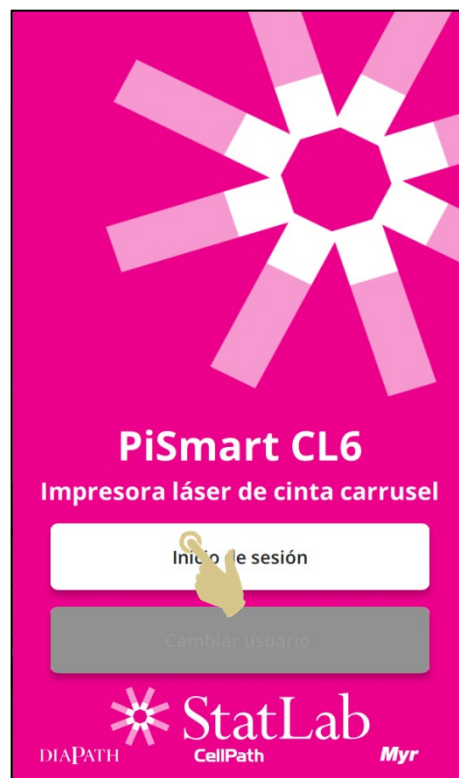 PiSmart CL6
Impresora láser de cinta carrusel
Inicio de sesión
Cambiar usuario
StatLab
DIAPATH CellPath Myr